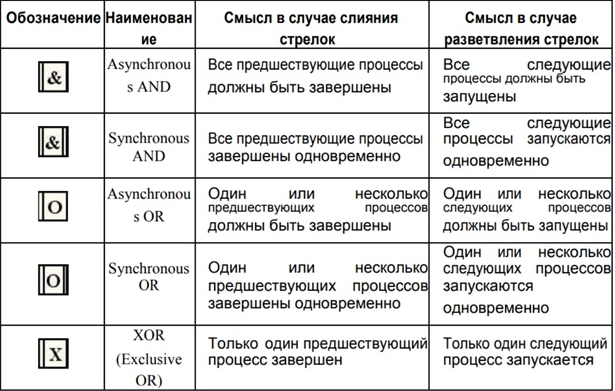 Обозначение Наименован
ие Смысл в случае слияния
стрелок Смысл в случае
разветвления стрелок
& Asynchronou
s AND Все предшествующие процессы
должны быть завершены Все следующие
процессы должны быть
запущены
& Synchronous
AND Все предшествующие процессы
завершены одновременно Все следующие
процессы запускаются
одновременно
O Asynchronou
s OR Один или несколько
предшествующих процессов
должны быть завершены Один или несколько
следующих процессов
должны быть запущены
O Synchronous
OR Один или несколько
предшествующих процессов
завершены одновременно Один или несколько
следующих процессов
запускаются
одновременно
X XOR
(Exclusive
OR) Только один предшествующий
процесс завершен Только один следующий
процесс запускается